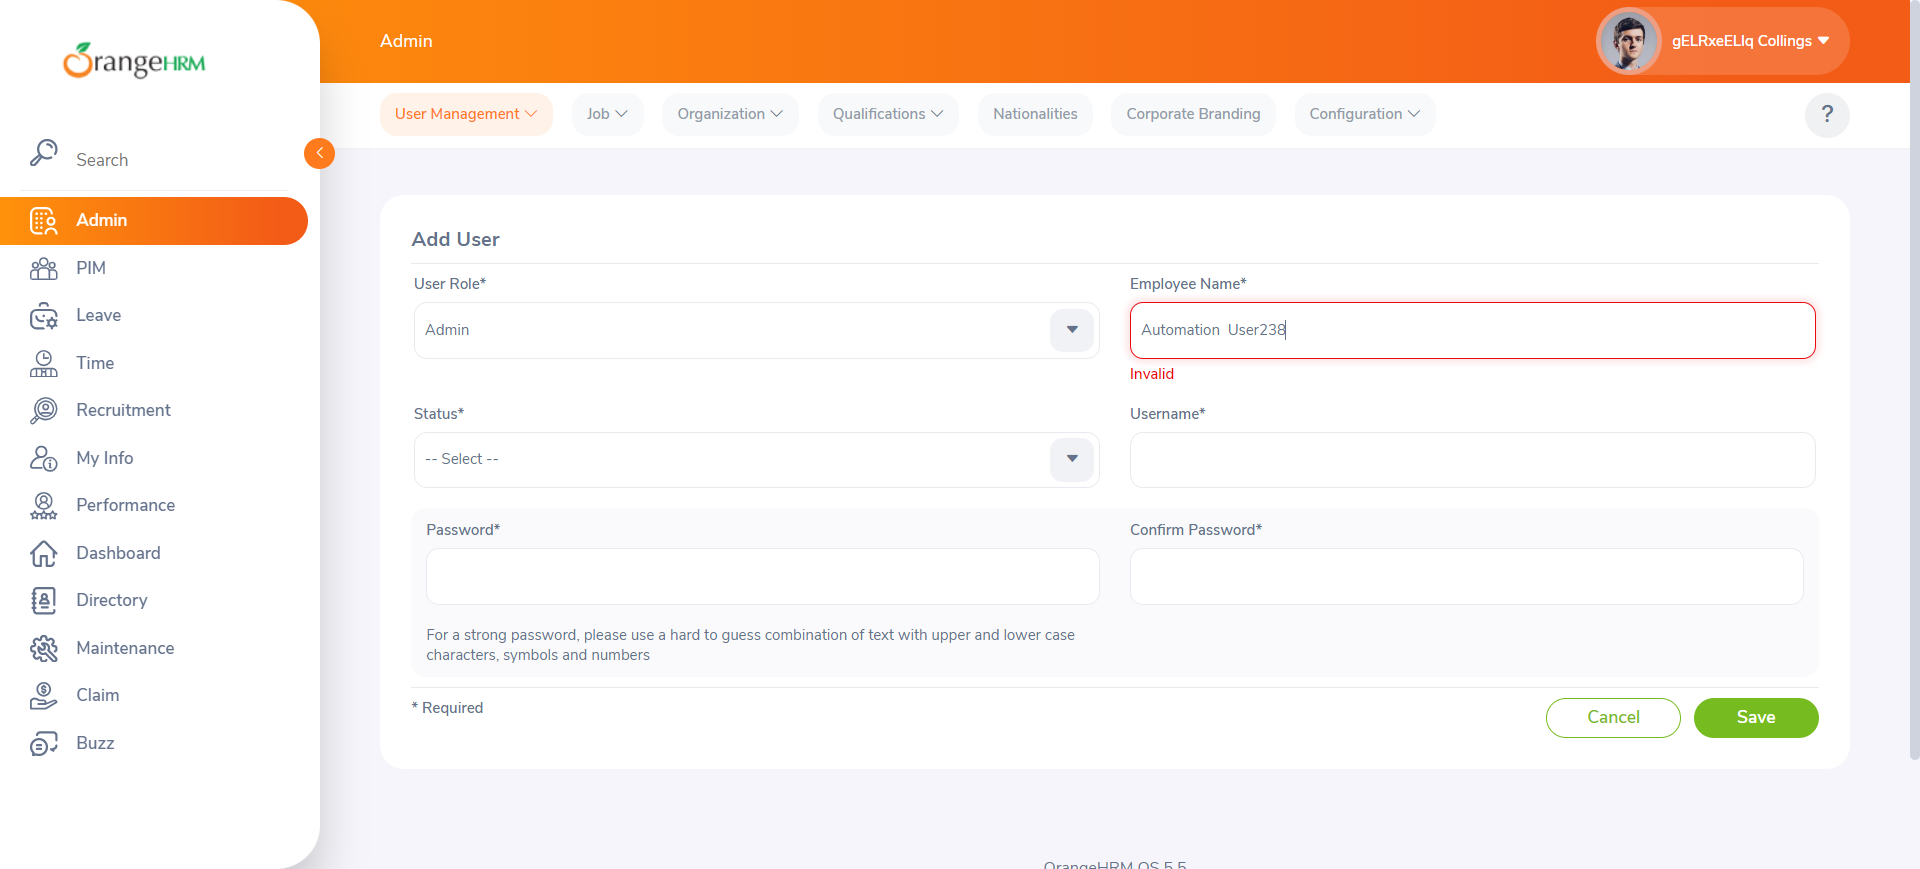 OrangeHRM
Admin
gELRxeELlq Collings
User Management
Job
Organization
Qualifications
Nationalities
Corporate Branding
Configuration
?
Search
Admin
PIM
Leave
Time
Recruitment
My Info
Performance
Dashboard
Directory
Maintenance
Claim
Buzz
Add User
User Role*
Employee Name*
Admin
Automation  User238
Invalid
Status*
Username*
-- Select --
Password*
Confirm Password*
For a strong password, please use a hard to guess combination of text with upper and lower case
characters, symbols and numbers
* Required
Cancel
Save
OrangeHRM OS 5.5